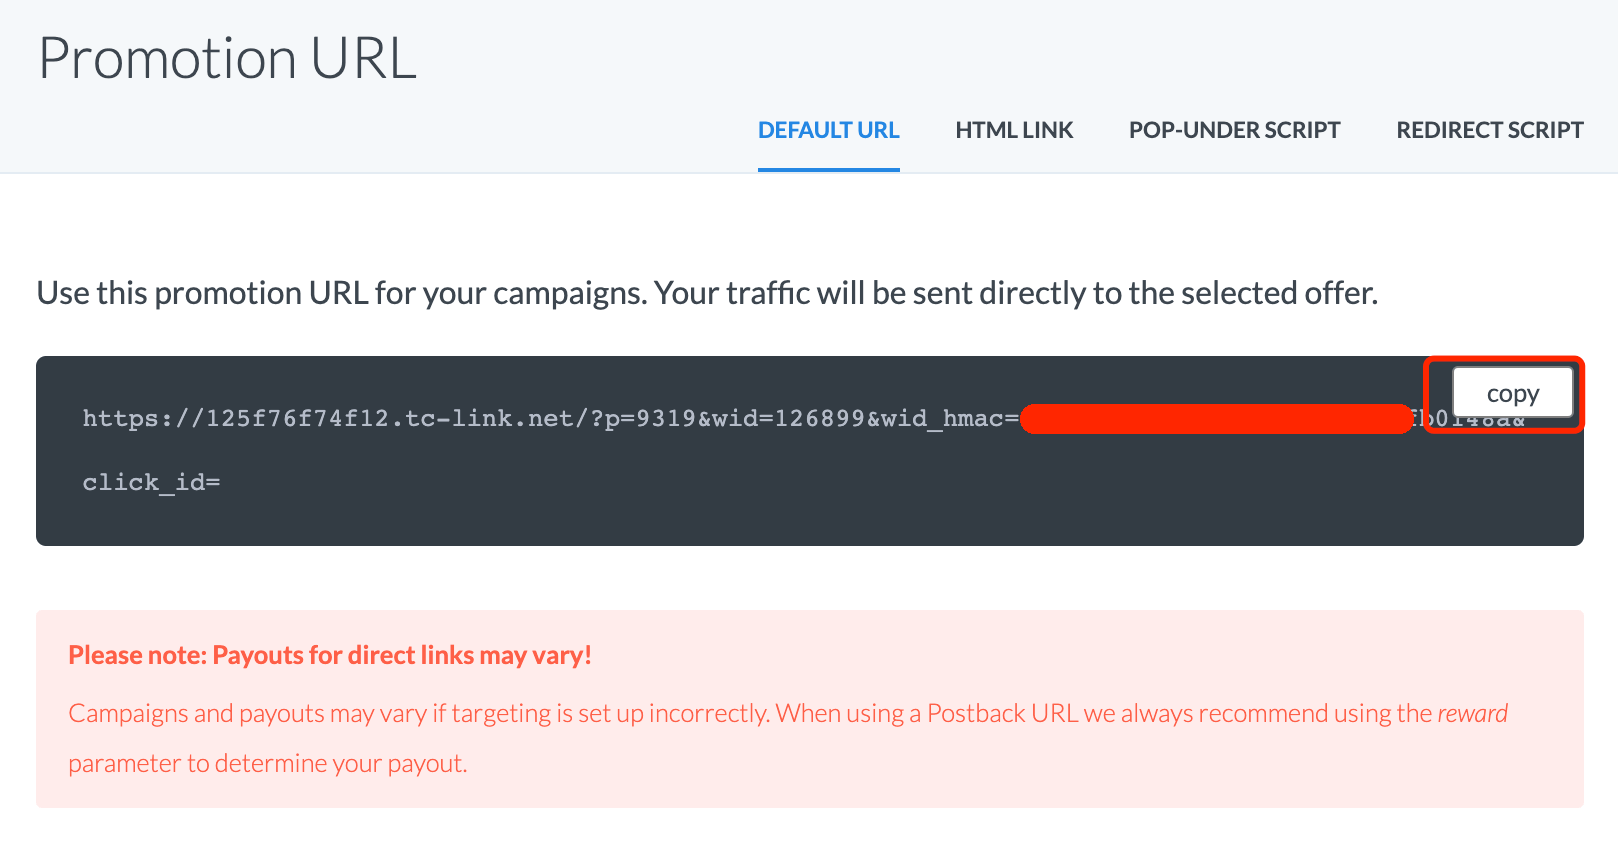 Promotion URL
DEFAULT URL HTML LINK POP-UNDER SCRIPT REDIRECT SCRIPT
Use this promotion URL for your campaigns. Your traffic will be sent directly to the selected offer.
copy
https://125f76f74f12.tc-link.net/?p=9319&wid=126899&wid_hmac= fb0148a&
click_id=
Please note: Payouts for direct links may vary!
Campaigns and payouts may vary if targeting is set up incorrectly. When using a Postback URL we always recommend using the reward
parameter to determine your payout.